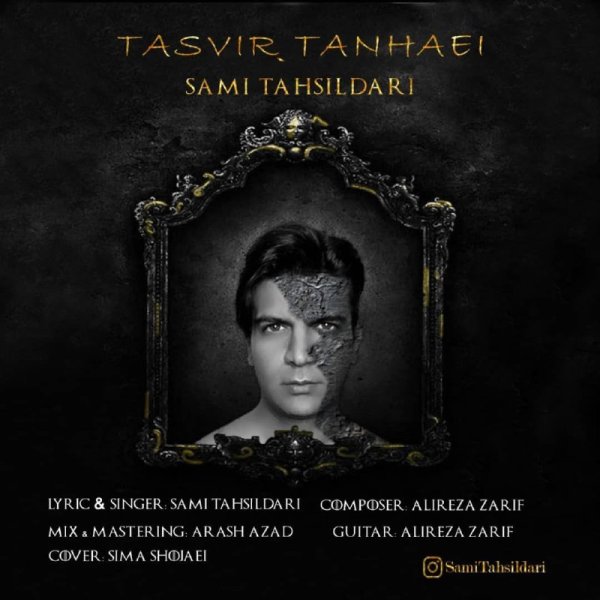 TASVIR TANHAEI
SAMI TAHSILDARI
LYRIC & SINGER: SAMI TAHSILDARI
COMPOSER: ALIREZA ZARIF
MIX & MASTERING: ARASH AZAD
GUITAR: ALIREZA ZARIF
COVER: SIMA SHOJAEI
SamiTahsildari